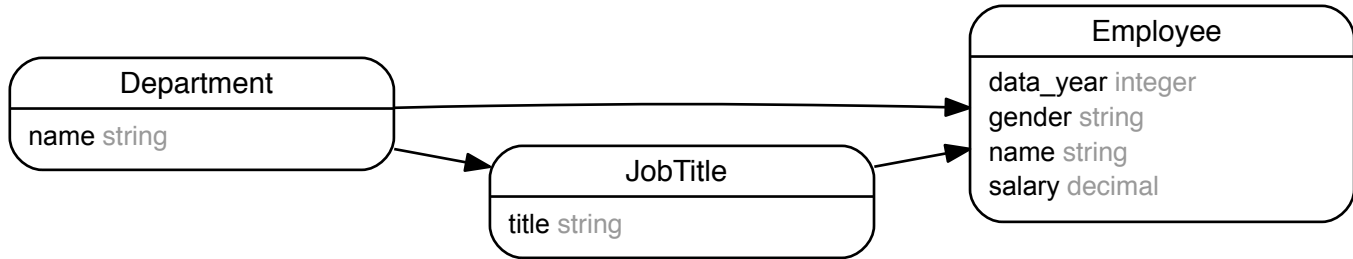 Department
name string
JobTitle
title string
Employee
data_year integer
gender string
name string
salary decimal